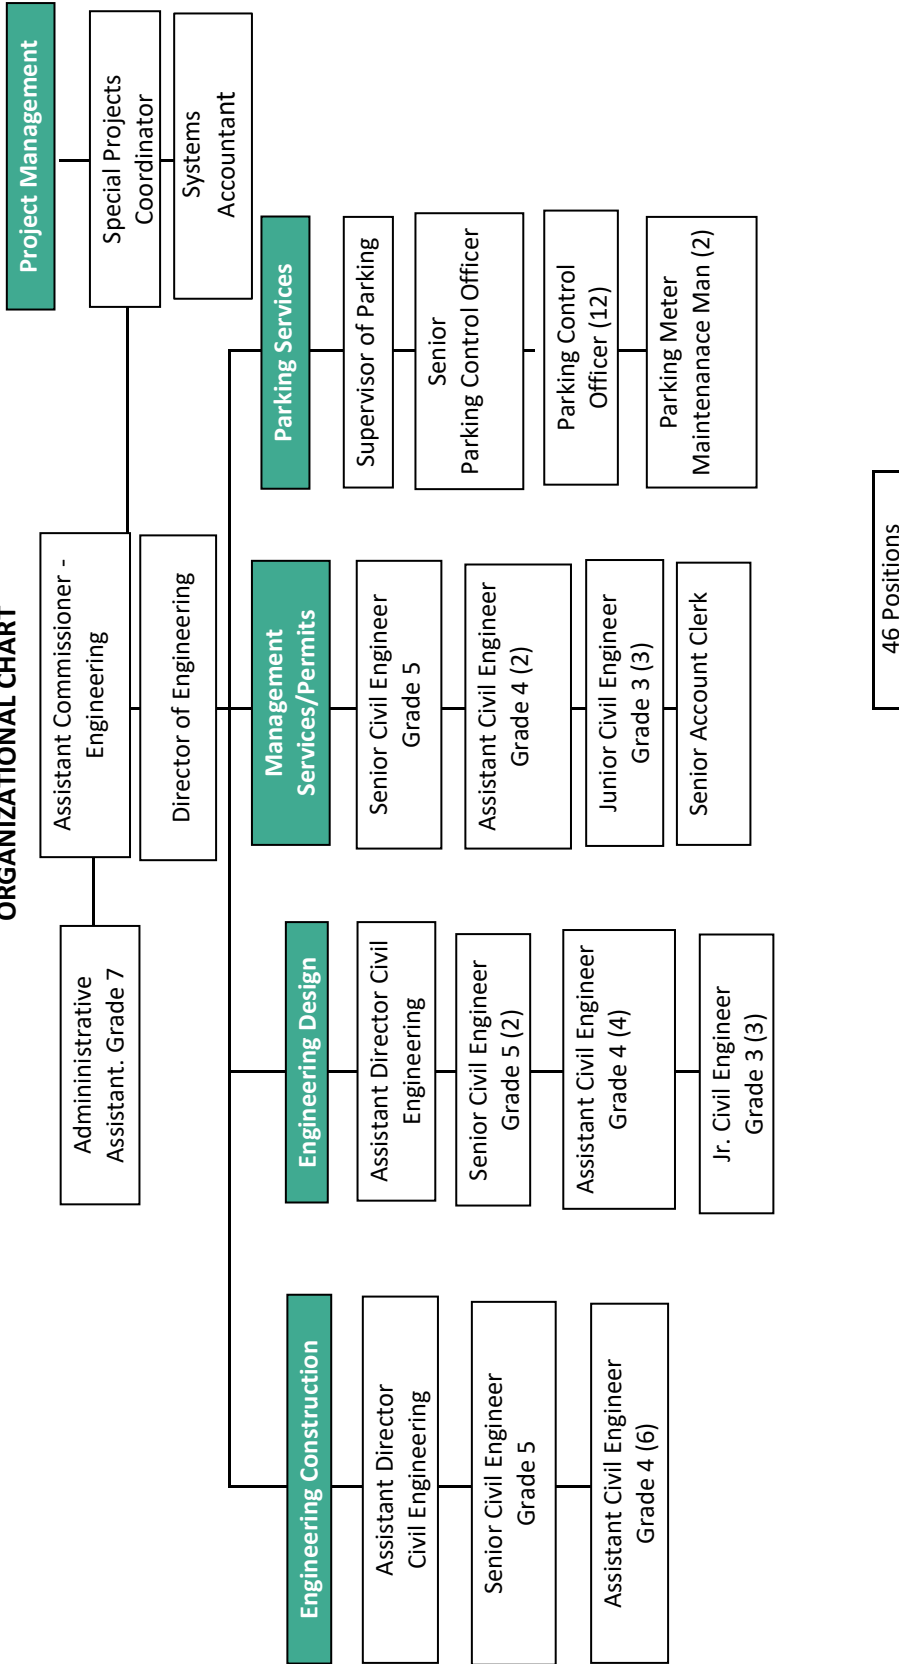 ORGANIZATIONAL CHART
Project Management
Special Projects
Coordinator
Systems
Accountant
Assistant Commissioner -
Engineering
Admininistrative
Assistant. Grade 7
Director of Engineering
Engineering Construction
Assistant Director
Civil Engineering
Senior Civil Engineer
Grade 5
Assistant Civil Engineer
Grade 4 (6)
Engineering Design
Assistant Director Civil
Engineering
Senior Civil Engineer
Grade 5 (2)
Assistant Civil Engineer
Grade 4 (4)
Jr. Civil Engineer
Grade 3 (3)
Management
Services/Permits
Senior Civil Engineer
Grade 5
Assistant Civil Engineer
Grade 4 (2)
Junior Civil Engineer
Grade 3 (3)
Senior Account Clerk
Parking Services
Supervisor of Parking
Senior
Parking Control Officer
Parking Control
Officer (12)
Parking Meter
Maintenanace Man (2)
46 Positions